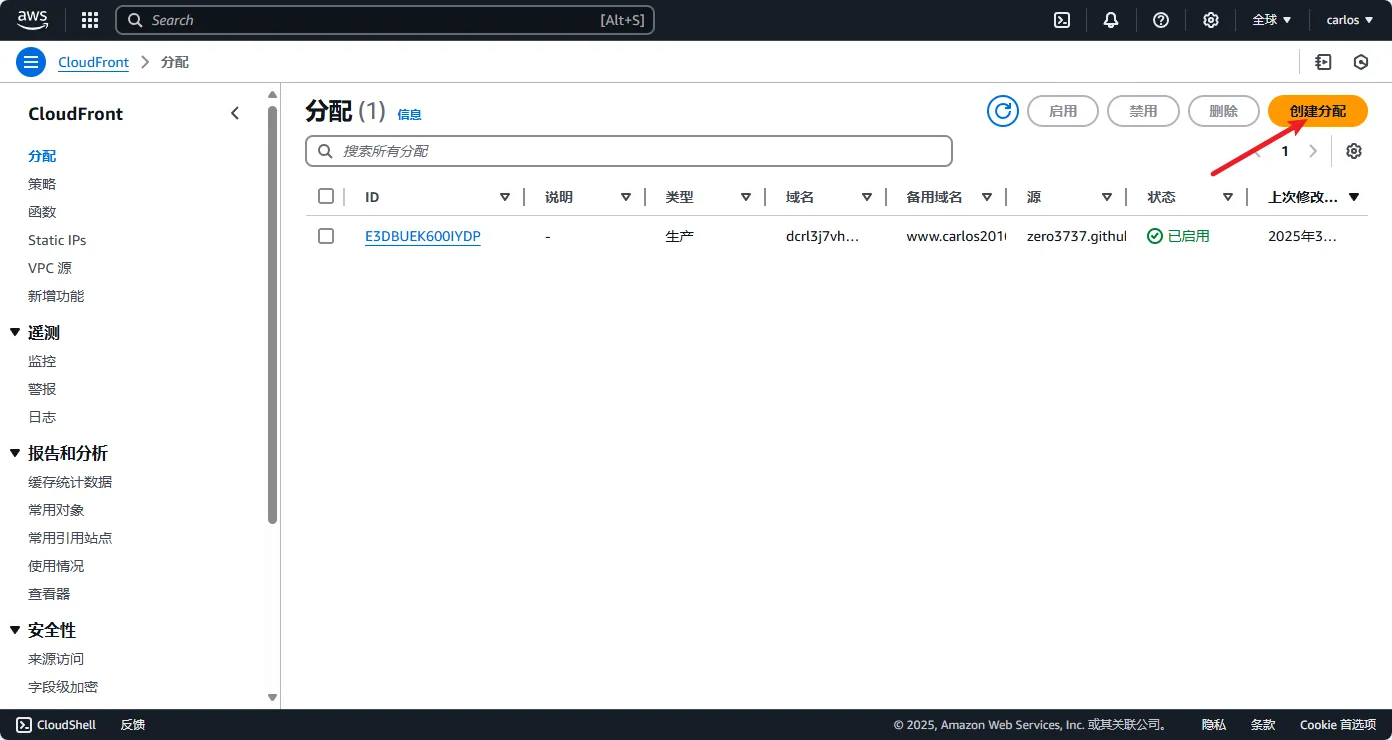 aws
Search [Alt+S]
全球 ▼
carlos ▼
CloudFront > 分配
CloudFront
分配
策略
函数
Static IPs
VPC 源
新增功能
遥测
监控
警报
日志
报告和分析
缓存统计数据
常用对象
常用引用站点
使用情况
查看器
安全性
来源访问
字段级加密
分配 (1) 信息
启用 禁用 删除 创建分配
搜索所有分配
1
ID 说明 类型 域名 备用域名 源 状态 上次修改...
E3DBUEK600IYDP - 生产 dcrl3j7vh... www.carlos201 zero3737.githu 已启用 2025年3...
CloudShell 反馈 © 2025, Amazon Web Services, Inc. 或其关联公司。 隐私 条款 Cookie 首选项